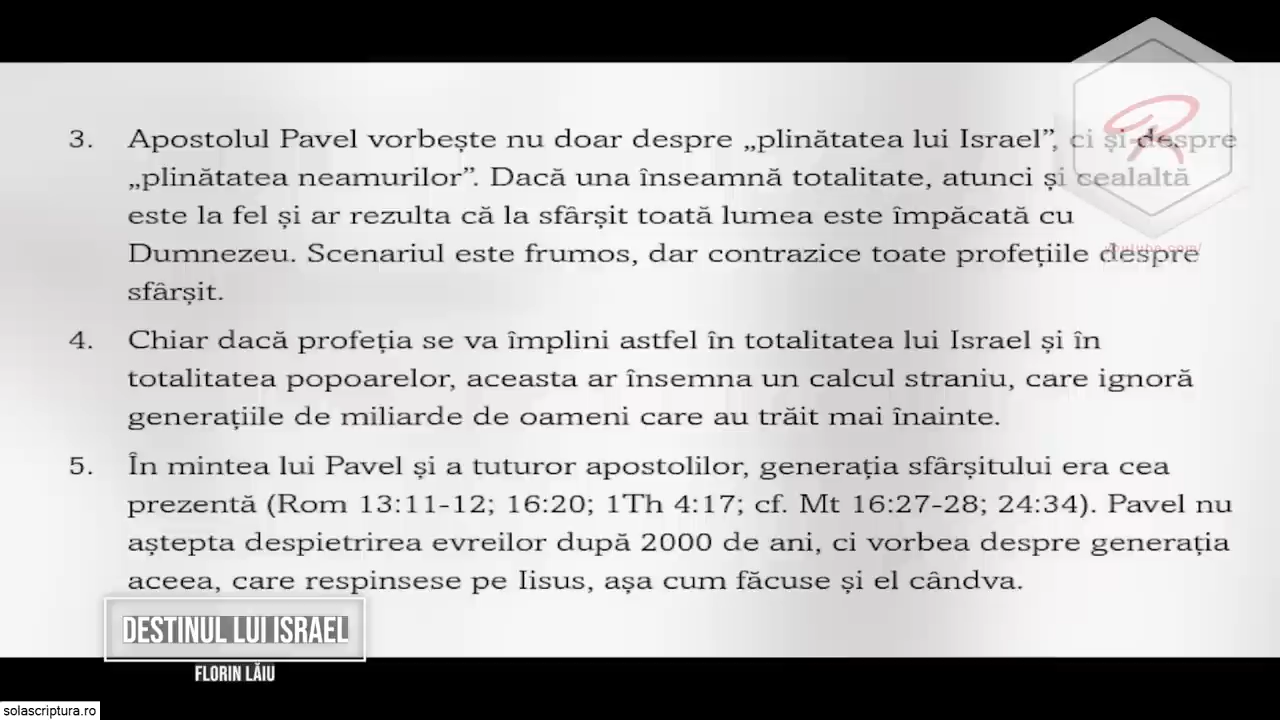 3. Apostolul Pavel vorbește nu doar despre „plinătatea lui Israel”, ci și despre
„plinătatea neamurilor”. Dacă una înseamnă totalitate, atunci și cealaltă
este la fel și ar rezulta că la sfârșit toată lumea este împăcată cu
Dumnezeu. Scenariul este frumos, dar contrazice toate profețiile despre
sfârșit.
4. Chiar dacă profeția se va împlini astfel în totalitatea lui Israel și în
totalitatea popoarelor, aceasta ar însemna un calcul straniu, care ignoră
generațiile de miliarde de oameni care au trăit mai înainte.
5. În mintea lui Pavel și a tuturor apostolilor, generația sfârșitului era cea
prezentă (Rom 13:11-12; 16:20; 1Th 4:17; cf. Mt 16:27-28; 24:34). Pavel nu
aștepta despietrirea evreilor după 2000 de ani, ci vorbea despre generația
aceea, care respinsese pe Iisus, așa cum făcuse și el cândva.
DESTINUL LUI ISRAEL
FLORIN LĂIU
solascriptura.ro